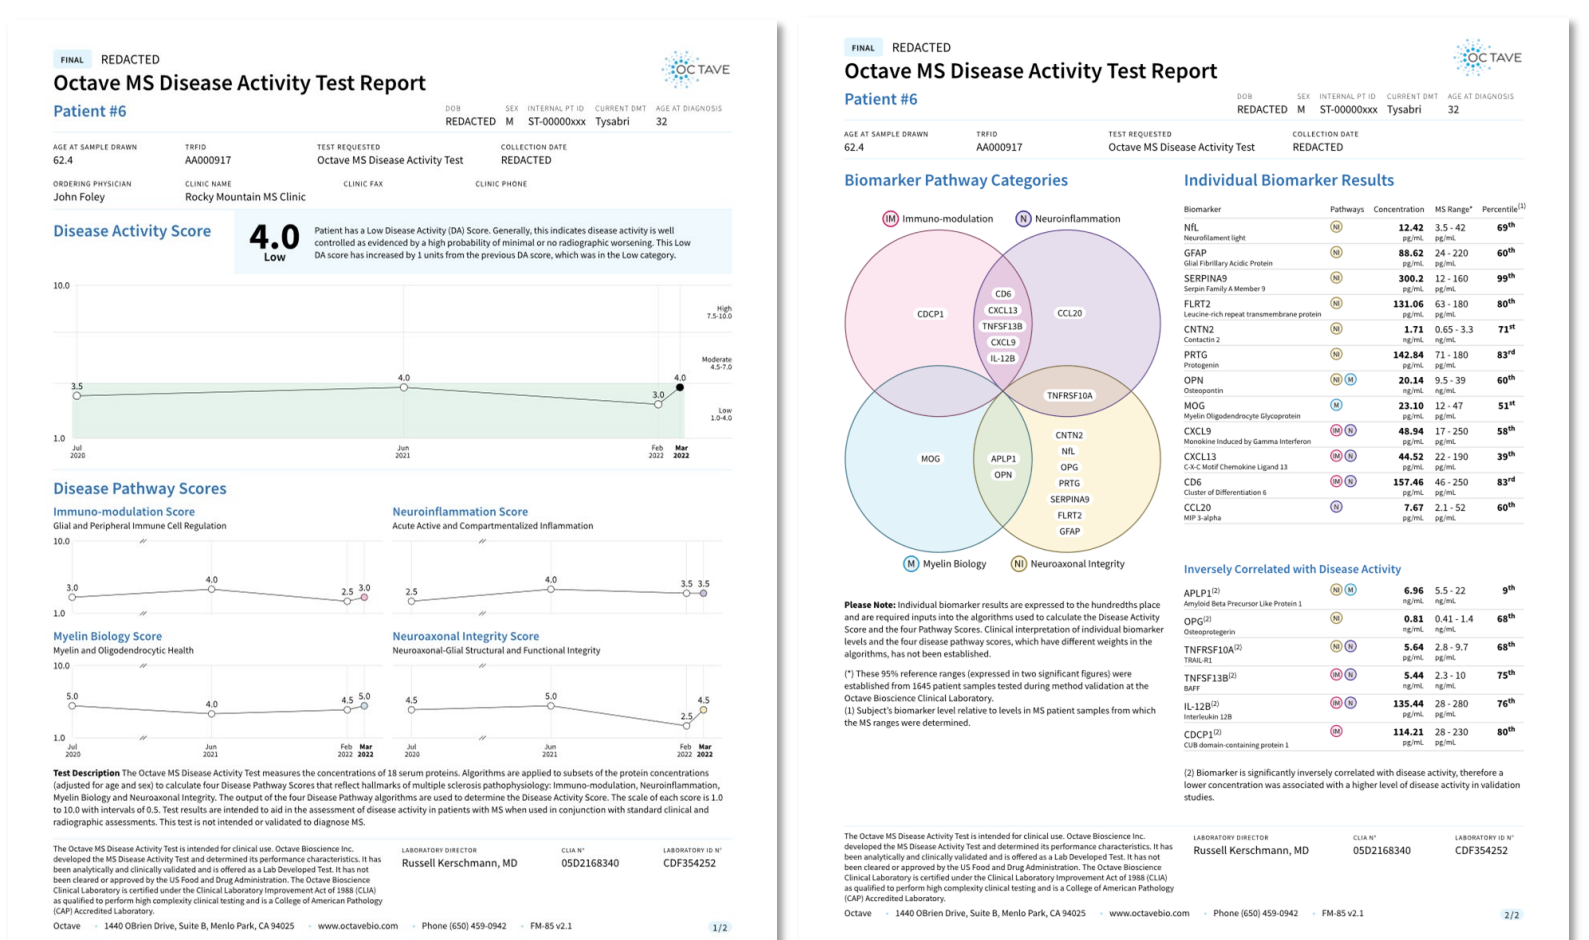 FINAL REDACTED
Octave MS Disease Activity Test Report
OCTAVE
Patient #6
DOB SEX INTERNAL PT ID CURRENT DMT AGE AT DIAGNOSIS
REDACTED M ST-00000xxx Tysabri 32
AGE AT SAMPLE DRAWN TRFID TEST REQUESTED COLLECTION DATE
62.4 AA000917 Octave MS Disease Activity Test REDACTED
ORDERING PHYSICIAN CLINIC NAME CLINIC FAX CLINIC PHONE
John Foley Rocky Mountain MS Clinic
Disease Activity Score
4.0
Low
Patient has a Low Disease Activity (DA) Score. Generally, this indicates disease activity is well
controlled as evidenced by a high probability of minimal or no radiographic worsening. This Low
DA score has increased by 1 units from the previous DA score, which was in the Low category.
10.0
High
7.5-10.0
Moderate
4.5-7.0
3.5 4.0 3.0 4.0
Low
1.0-4.0
1.0
Jul Jun Feb Mar
2020 2021 2022 2022
Disease Pathway Scores
Immuno-modulation Score
Glial and Peripheral Immune Cell Regulation
10.0
3.0 4.0 2.5 3.0
1.0
Neuroinflammation Score
Acute Active and Compartmentalized Inflammation
2.5 4.0 3.5 3.5
Myelin Biology Score
Myelin and Oligodendrocytic Health
10.0
5.0 4.0 4.5 5.0
1.0
Jul Jun Feb Mar
2020 2021 2022 2022
Neuroaxonal Integrity Score
Neuroaxonal-Glial Structural and Functional Integrity
4.5 5.0 2.5 4.5
Jul Jun Feb Mar
2020 2021 2022 2022
Test Description The Octave MS Disease Activity Test measures the concentrations of 18 serum proteins. Algorithms are applied to subsets of the protein concentrations
(adjusted for age and sex) to calculate four Disease Pathway Scores that reflect hallmarks of multiple sclerosis pathophysiology: Immuno-modulation, Neuroinflammation,
Myelin Biology and Neuroaxonal Integrity. The output of the four Disease Pathway algorithms are used to determine the Disease Activity Score. The scale of each score is 1.0
to 10.0 with intervals of 0.5. Test results are intended to aid in the assessment of disease activity in patients with MS when used in conjunction with standard clinical and
radiographic assessments. This test is not intended or validated to diagnose MS.
The Octave MS Disease Activity Test is intended for clinical use. Octave Bioscience Inc.
developed the MS Disease Activity Test and determined its performance characteristics. It has
been analytically and clinically validated and is offered as a Lab Developed Test. It has not
been cleared or approved by the US Food and Drug Administration. The Octave Bioscience
Clinical Laboratory is certified under the Clinical Laboratory Improvement Act of 1988 (CLIA)
as qualified to perform high complexity clinical testing and is a College of American Pathology
(CAP) Accredited Laboratory.
LABORATORY DIRECTOR CLIA N° LABORATORY ID N°
Russell Kerschmann, MD 05D2168340 CDF354252
Octave • 1440 OBrien Drive, Suite B, Menlo Park, CA 94025 • www.octavebio.com • Phone (650) 459-0942 • FM-85 v2.1
1/2
FINAL REDACTED
Octave MS Disease Activity Test Report
OCTAVE
Patient #6
DOB SEX INTERNAL PT ID CURRENT DMT AGE AT DIAGNOSIS
REDACTED M ST-00000xxx Tysabri 32
AGE AT SAMPLE DRAWN TRFID TEST REQUESTED COLLECTION DATE
62.4 AA000917 Octave MS Disease Activity Test REDACTED
Biomarker Pathway Categories
IM Immuno-modulation N Neuroinflammation
CD6
CDCP1 CXCL13 CCL20
TNFSF13B
CXCL9
IL-12B
TNFRSF10A
CNTN2
NfL
MOG APLP1 OPG
OPN PRTG
SERPINA9
FLRT2
GFAP
M Myelin Biology NI Neuroaxonal Integrity
Please Note: Individual biomarker results are expressed to the hundredths place
and are required inputs into the algorithms used to calculate the Disease Activity
Score and the four Pathway Scores. Clinical interpretation of individual biomarker
levels and the four disease pathway scores, which have different weights in the
algorithms, has not been established.
(*) These 95% reference ranges (expressed in two significant figures) were
established from 1645 patient samples tested during method validation at the
Octave Bioscience Clinical Laboratory.
(1) Subject's biomarker level relative to levels in MS patient samples from which
the MS ranges were determined.
Individual Biomarker Results
Biomarker Pathways Concentration MS Range* Percentile(1)
NfL NI 12.42 3.5 - 42 69th
Neurofilament light pg/mL pg/mL
GFAP NI 88.62 24 - 220 60th
Glial Fibrillary Acidic Protein pg/mL pg/mL
SERPINA9 NI 300.2 12 - 160 99th
Serpin Family A Member 9 pg/mL pg/mL
FLRT2 NI 131.06 63 - 180 80th
Leucine-rich repeat transmembrane protein pg/mL pg/mL
CNTN2 NI 1.71 0.65 - 3.3 71st
Contactin 2 ng/mL ng/mL
PRTG NI 142.84 71 - 180 83rd
Protogenin pg/mL pg/mL
OPN NI M 20.14 9.5 - 39 60th
Osteopontin ng/mL ng/mL
MOG M 23.10 12 - 47 51st
Myelin Oligodendrocyte Glycoprotein pg/mL pg/mL
CXCL9 IM N 48.94 17 - 250 58th
Monokine Induced by Gamma Interferon pg/mL pg/mL
CXCL13 IM N 44.52 22 - 190 39th
C-X-C Motif Chemokine Ligand 13 pg/mL pg/mL
CD6 IM N 157.46 46 - 250 83rd
Cluster of Differentiation 6 pg/mL pg/mL
CCL20 N 7.67 2.1 - 52 60th
MIP 3-alpha pg/mL pg/mL
Inversely Correlated with Disease Activity
APLP1(2) NI M 6.96 5.5 - 22 9th
Amyloid Beta Precursor Like Protein 1 ng/mL ng/mL
OPG(2) NI 0.81 0.41 - 1.4 68th
Osteoprotegerin ng/mL ng/mL
TNFRSF10A(2) NI N 5.64 2.8 - 9.7 68th
TRAIL-R1 pg/mL pg/mL
TNFSF13B(2) IM N 5.44 2.3 - 10 75th
BAFF ng/mL ng/mL
IL-12B(2) IM N 135.44 28 - 280 76th
Interleukin 12B pg/mL pg/mL
CDCP1(2) IM 114.21 28 - 230 80th
CUB domain-containing protein 1 pg/mL pg/mL
(2) Biomarker is significantly inversely correlated with disease activity, therefore a
lower concentration was associated with a higher level of disease activity in validation
studies.
The Octave MS Disease Activity Test is intended for clinical use. Octave Bioscience Inc.
developed the MS Disease Activity Test and determined its performance characteristics. It has
been analytically and clinically validated and is offered as a Lab Developed Test. It has not
been cleared or approved by the US Food and Drug Administration. The Octave Bioscience
Clinical Laboratory is certified under the Clinical Laboratory Improvement Act of 1988 (CLIA)
as qualified to perform high complexity clinical testing and is a College of American Pathology
(CAP) Accredited Laboratory.
LABORATORY DIRECTOR CLIA N° LABORATORY ID N°
Russell Kerschmann, MD 05D2168340 CDF354252
Octave • 1440 OBrien Drive, Suite B, Menlo Park, CA 94025 • www.octavebio.com • Phone (650) 459-0942 • FM-85 v2.1
2/2